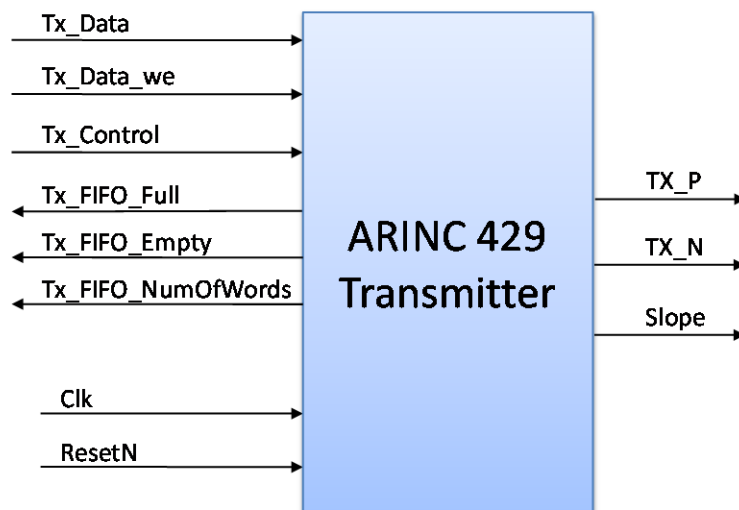 Tx_Data
Tx_Data_we
Tx_Control
Tx_FIFO_Full
Tx_FIFO_Empty
Tx_FIFO_NumOfWords
Clk
ResetN
ARINC 429
Transmitter
TX_P
TX_N
Slope